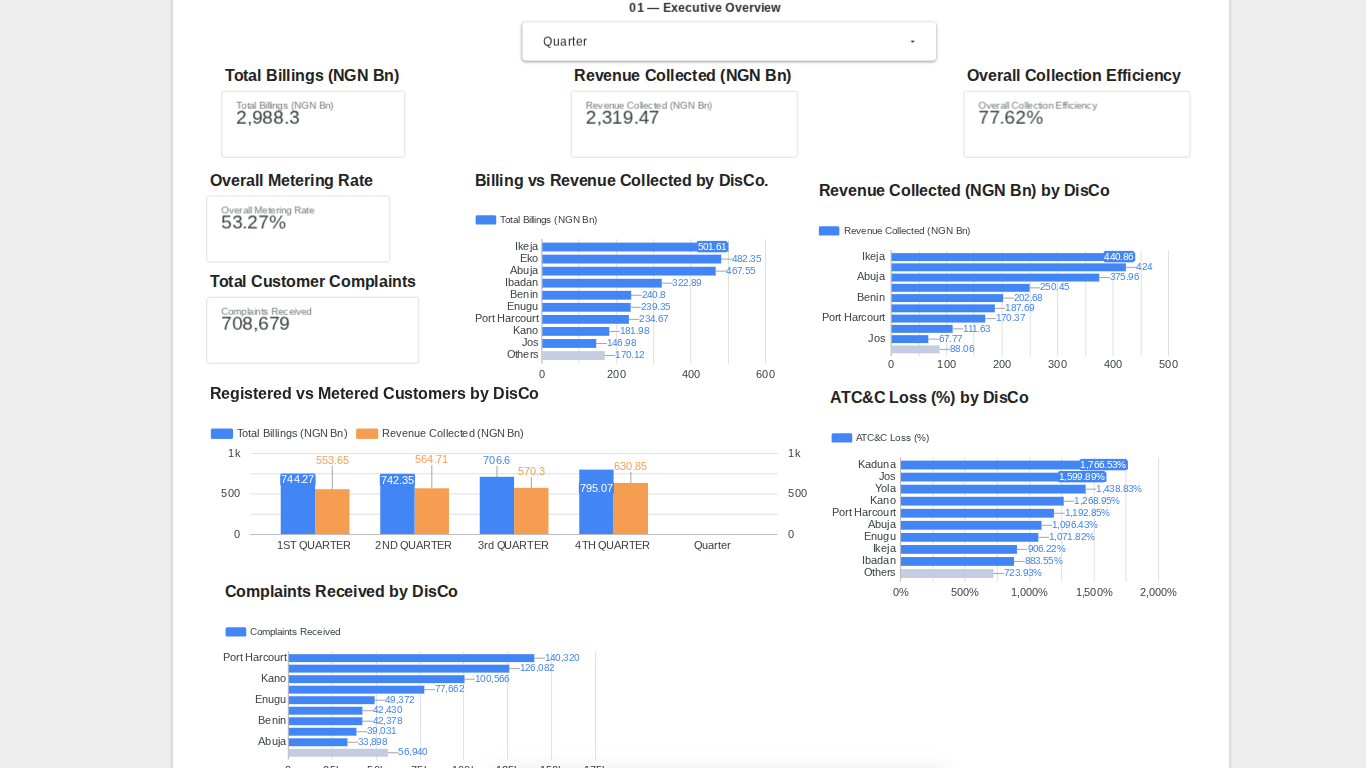 01 — Executive Overview
Quarter
Total Billings (NGN Bn)
Total Billings (NGN Bn)
2,988.3
Revenue Collected (NGN Bn)
Revenue Collected (NGN Bn)
2,319.47
Overall Collection Efficiency
Overall Collection Efficiency
77.62%
Overall Metering Rate
Overall Metering Rate
53.27%
Total Customer Complaints
Complaints Received
708,679
Billing vs Revenue Collected by DisCo.
Total Billings (NGN Bn)
Ikeja 501.61
Eko 482.35
Abuja 467.55
Ibadan 322.89
Benin 240.8
Enugu 239.35
Port Harcourt 234.67
Kano 181.98
Jos 146.98
Others 170.12
0 200 400 600
Revenue Collected (NGN Bn) by DisCo
Revenue Collected (NGN Bn)
Ikeja 440.86
424
Abuja 375.96
250.45
Benin 202.68
187.69
Port Harcourt 170.37
111.63
Jos 67.77
88.06
0 100 200 300 400 500
Registered vs Metered Customers by DisCo
Total Billings (NGN Bn) Revenue Collected (NGN Bn)
1k 1k
500 500
0 0
744.27 553.65 742.35 564.71 706.6 570.3 795.07 630.85
1ST QUARTER 2ND QUARTER 3rd QUARTER 4TH QUARTER Quarter
ATC&C Loss (%) by DisCo
ATC&C Loss (%)
Kaduna 1,766.53%
Jos 1,599.89%
Yola 1,438.83%
Kano 1,268.95%
Port Harcourt 1,192.85%
Abuja 1,096.43%
Enugu 1,071.82%
Ikeja 906.22%
Ibadan 883.55%
Others 723.93%
0% 500% 1,000% 1,500% 2,000%
Complaints Received by DisCo
Complaints Received
Port Harcourt 140,320
126,082
Kano 100,566
77,662
Enugu 49,372
42,430
Benin 42,378
39,031
Abuja 33,898
56,940